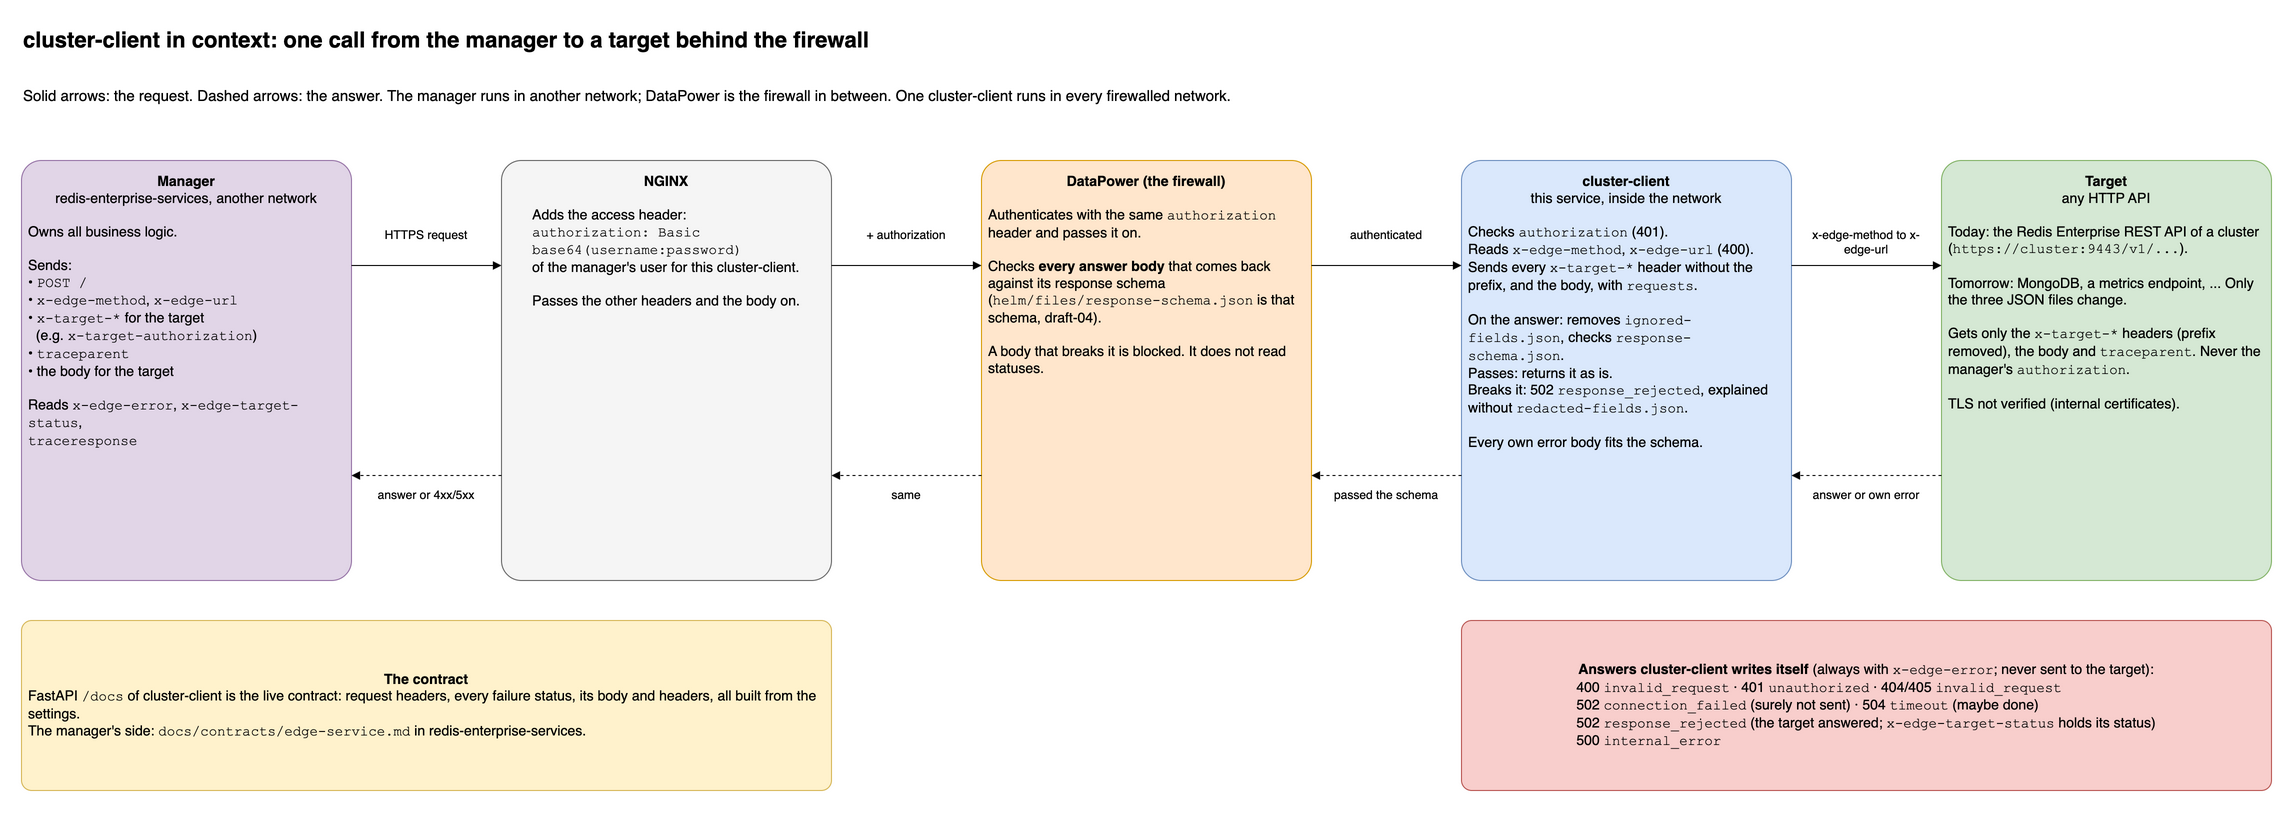 cluster-client in context: one call from the manager to a target behind the firewall
Solid arrows: the request. Dashed arrows: the answer. The manager runs in another network; DataPower is the firewall in between. One cluster-client runs in every firewalled network.
Manager
redis-enterprise-services, another network
Owns all business logic.
Sends:
• POST /
• x-edge-method, x-edge-url
• x-target-* for the target
(e.g. x-target-authorization)
• traceparent
• the body for the target
Reads x-edge-error, x-edge-target-
status,
traceresponse
HTTPS request
answer or 4xx/5xx
NGINX
Adds the access header:
authorization: Basic
base64(username:password)
of the manager's user for this cluster-client.
Passes the other headers and the body on.
+ authorization
same
DataPower (the firewall)
Authenticates with the same authorization
header and passes it on.
Checks every answer body that comes back
against its response schema
(helm/files/response-schema.json is that
schema, draft-04).
A body that breaks it is blocked. It does not read
statuses.
authenticated
passed the schema
cluster-client
this service, inside the network
Checks authorization (401).
Reads x-edge-method, x-edge-url (400).
Sends every x-target-* header without the
prefix, and the body, with requests.
On the answer: removes ignored-
fields.json, checks response-
schema.json.
Passes: returns it as is.
Breaks it: 502 response_rejected, explained
without redacted-fields.json.
Every own error body fits the schema.
x-edge-method to x-
edge-url
answer or own error
Target
any HTTP API
Today: the Redis Enterprise REST API of a cluster
(https://cluster:9443/v1/...).
Tomorrow: MongoDB, a metrics endpoint, ... Only
the three JSON files change.
Gets only the x-target-* headers (prefix
removed), the body and traceparent. Never the
manager's authorization.
TLS not verified (internal certificates).
The contract
FastAPI /docs of cluster-client is the live contract: request headers, every failure status, its body and headers, all built from the
settings.
The manager's side: docs/contracts/edge-service.md in redis-enterprise-services.
Answers cluster-client writes itself (always with x-edge-error; never sent to the target):
400 invalid_request · 401 unauthorized · 404/405 invalid_request
502 connection_failed (surely not sent) · 504 timeout (maybe done)
502 response_rejected (the target answered; x-edge-target-status holds its status)
500 internal_error